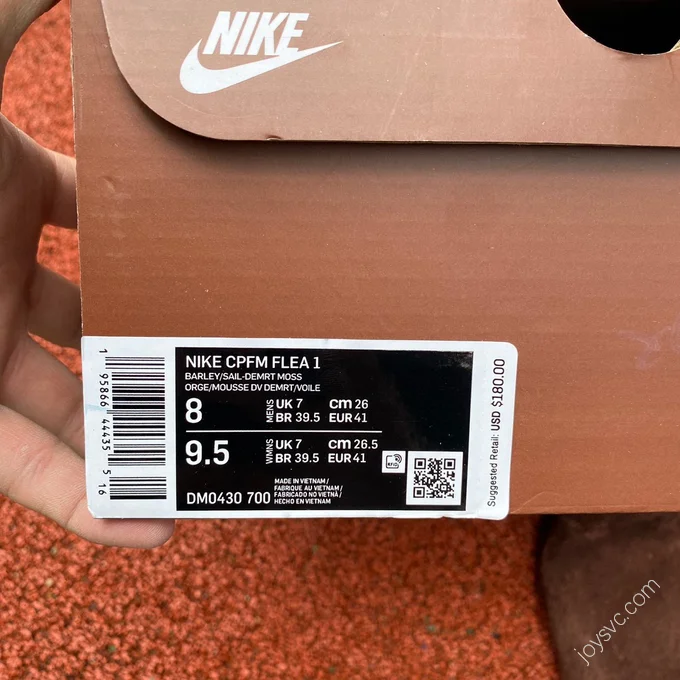 NIKE
NIKE CPFM FLEA 1
BARLEY/SAIL-DEMRT MOSS
ORGE/MOUSSE DV DEMRT/VOILE
8 MENS UK 7 cm 26
BR 39.5 EUR 41
9.5 WMNS UK 7 cm 26.5
BR 39.5 EUR 41
RFID
DM0430 700
MADE IN VIETNAM/
FABRIQUE AU VIETNAM/
FABRICADO NO VIETNÃ/
HECHO EN VIETNAM
1 95866 44435 5 16
Suggested Retail: USD $180.00
joysvc.com